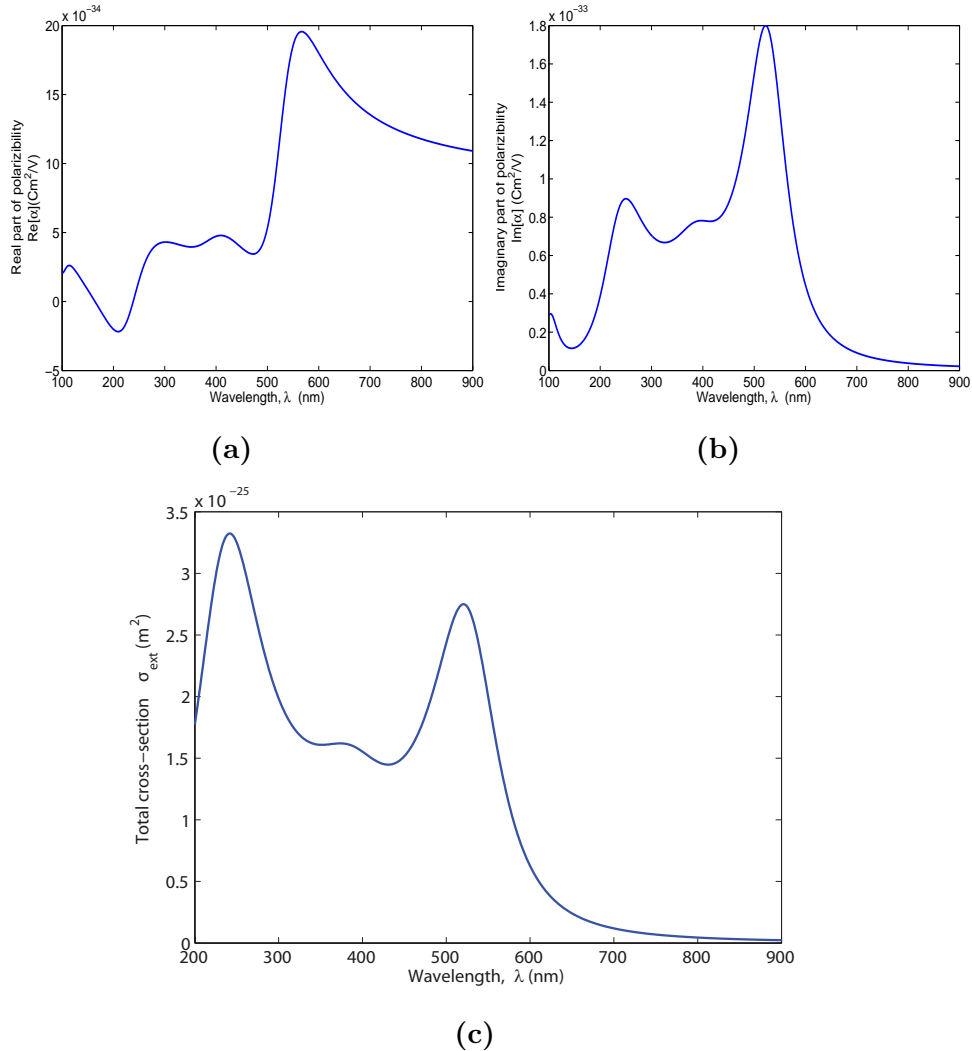 x 10⁻³⁴
20
15
10
5
0
−5
100 200 300 400 500 600 700 800 900
Wavelength, λ (nm)
Real part of polarizibility
Re[α](Cm²/V)
(a)
x 10⁻³³
1.8
1.6
1.4
1.2
1
0.8
0.6
0.4
0.2
0
100 200 300 400 500 600 700 800 900
Wavelength, λ (nm)
Imaginary part of polarizibility
Im[α] (Cm²/V)
(b)
x 10⁻²⁵
3.5
3
2.5
2
1.5
1
0.5
0
200 300 400 500 600 700 800 900
Wavelength, λ (nm)
Total cross−section σext (m²)
(c)